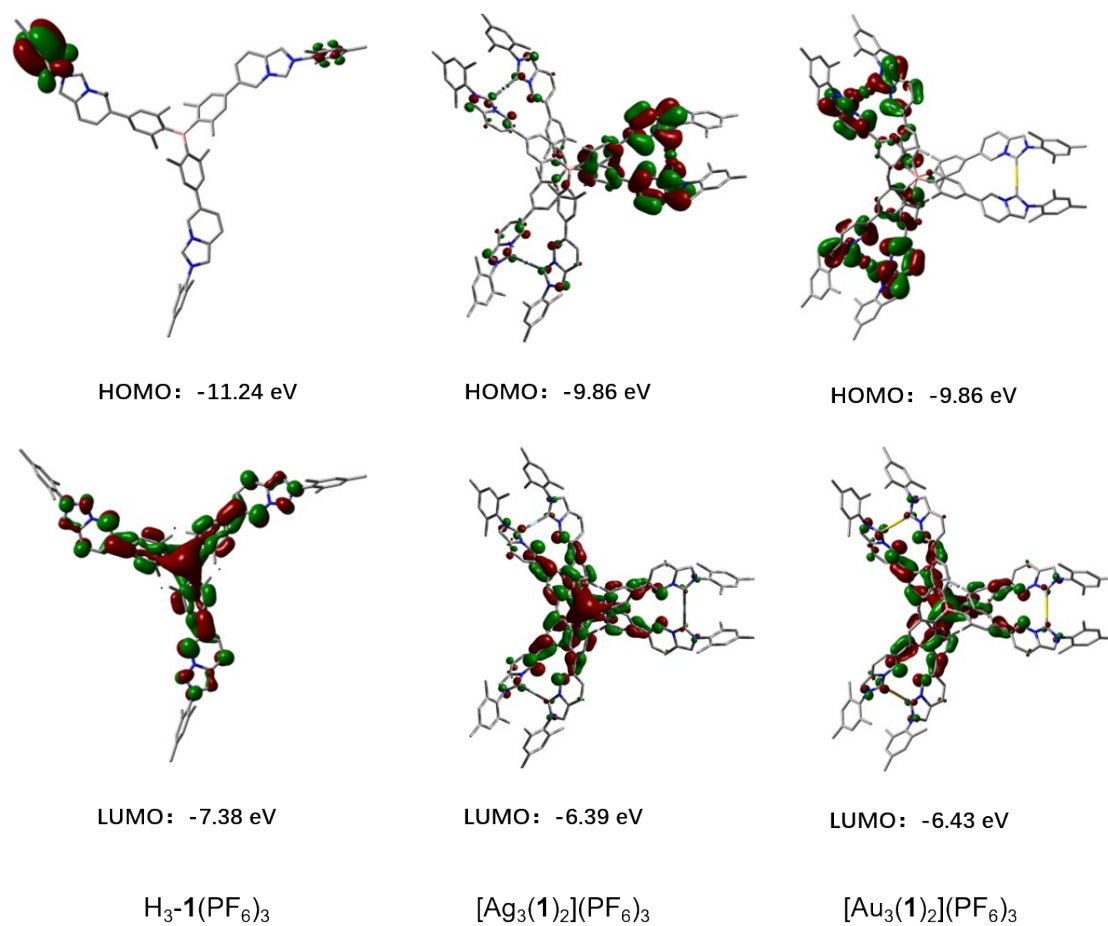 HOMO：-11.24 eV
HOMO：-9.86 eV
HOMO：-9.86 eV
LUMO：-7.38 eV
LUMO：-6.39 eV
LUMO：-6.43 eV
H₃-1(PF₆)₃
[Ag₃(1)₂](PF₆)₃
[Au₃(1)₂](PF₆)₃